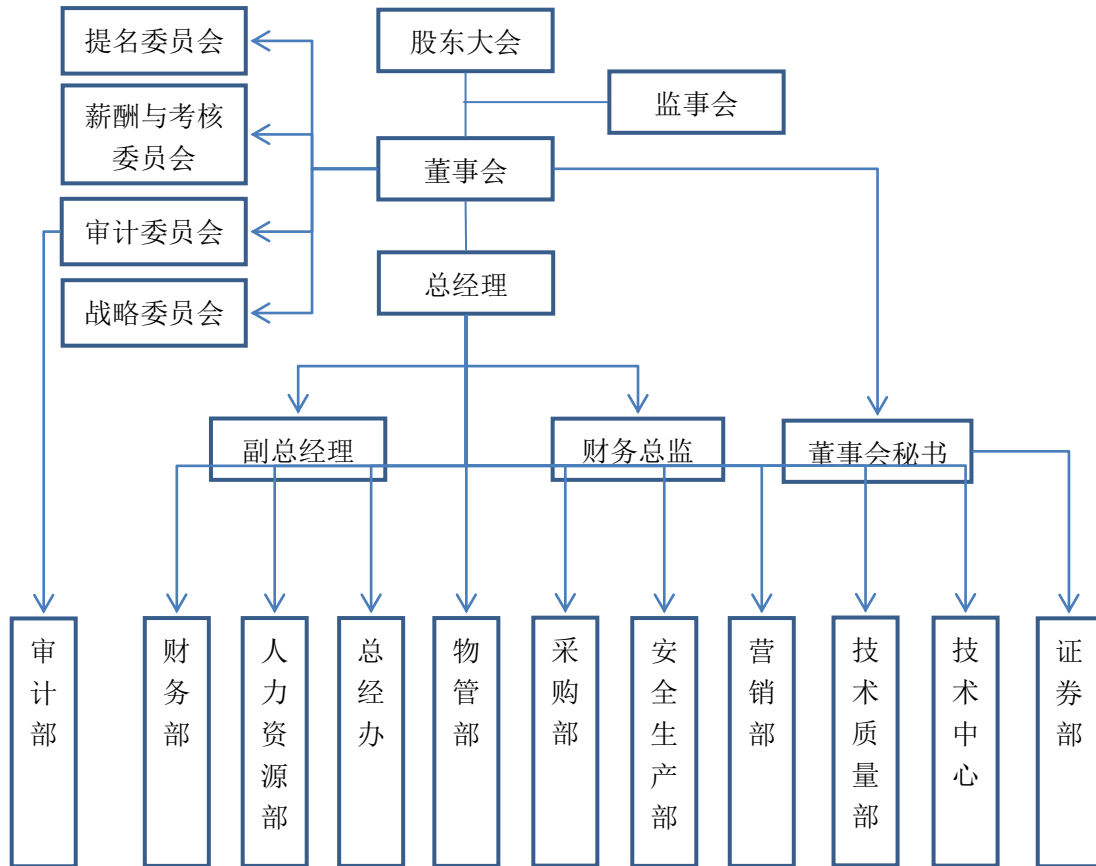 提名委员会
股东大会
监事会
薪酬与考核
委员会
董事会
审计委员会
总经理
战略委员会
副总经理
财务总监
董事会秘书
审计部
财务部
人力资源部
总经办
物管部
采购部
安全生产部
营销部
技术质量部
技术中心
证券部